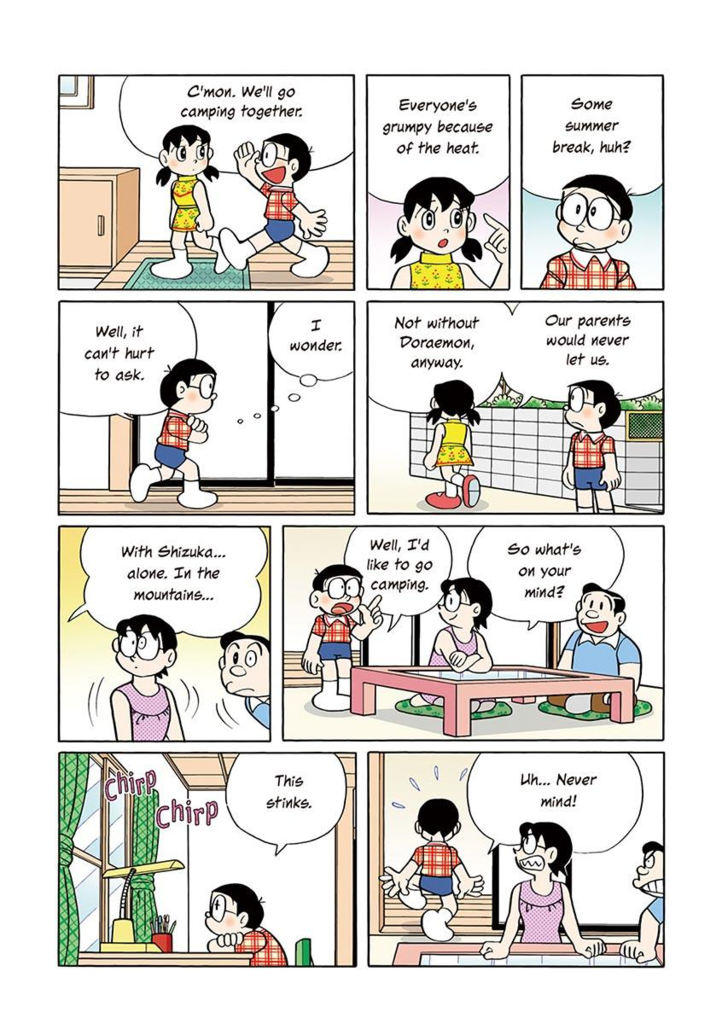 Some
summer
break, huh?
Everyone's
grumpy because
of the heat.
C'mon. We'll go
camping together.
Our parents
would never
let us.
Not without
Doraemon,
anyway.
I
wonder.
Well, it
can't hurt
to ask.
So what's
on your
mind?
Well, I'd
like to go
camping.
With Shizuka...
alone. In the
mountains...
Uh... Never
mind!
This
stinks.
Chirp
Chirp